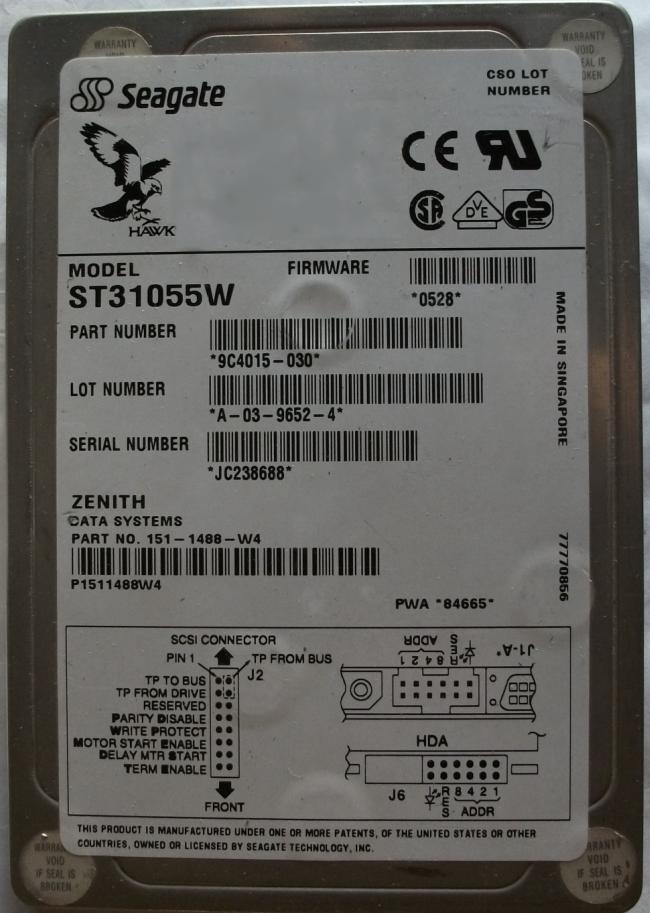 WARRANTY
VOID
WARRANTY
VOID
SEAL IS
BROKEN
Seagate
CSO LOT
NUMBER
HAWK
CE
SA
DVE
GS
MODEL
ST31055W
FIRMWARE
*0528*
PART NUMBER
*9C4015-030*
LOT NUMBER
*A-03-9652-4*
SERIAL NUMBER
*JC238688*
MADE IN SINGAPORE
ZENITH
DATA SYSTEMS
PART NO. 151-1488-W4
P1511488W4
77770856
PWA *84665*
SCSI CONNECTOR
PIN 1
TP FROM BUS
J2
TP TO BUS
TP FROM DRIVE
RESERVED
PARITY DISABLE
WRITE PROTECT
MOTOR START ENABLE
DELAY MTR START
TERM ENABLE
FRONT
ADDR
8 4 2 1
RES
J1-A*
HDA
J6
RES
8 4 2 1
ADDR
THIS PRODUCT IS MANUFACTURED UNDER ONE OR MORE PATENTS, OF THE UNITED STATES OR OTHER
COUNTRIES, OWNED OR LICENSED BY SEAGATE TECHNOLOGY, INC.
WARRANTY
VOID
IF SEAL IS
BROKEN
WARRANTY
VOID
IF SEAL IS
BROKEN